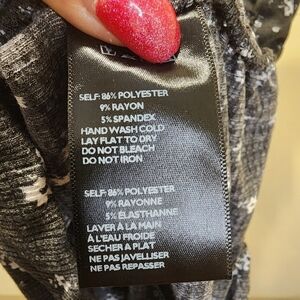 SELF: 86% POLYESTER
9% RAYON
5% SPANDEX
HAND WASH COLD
LAY FLAT TO DRY
DO NOT BLEACH
DO NOT IRON
SELF: 86% POLYESTER
9% RAYONNE
5% ÉLASTHANNE
LAVER À LA MAIN
À L'EAU FROIDE
SECHER A PLAT
NE PAS JAVELLISER
NE PAS REPASSER